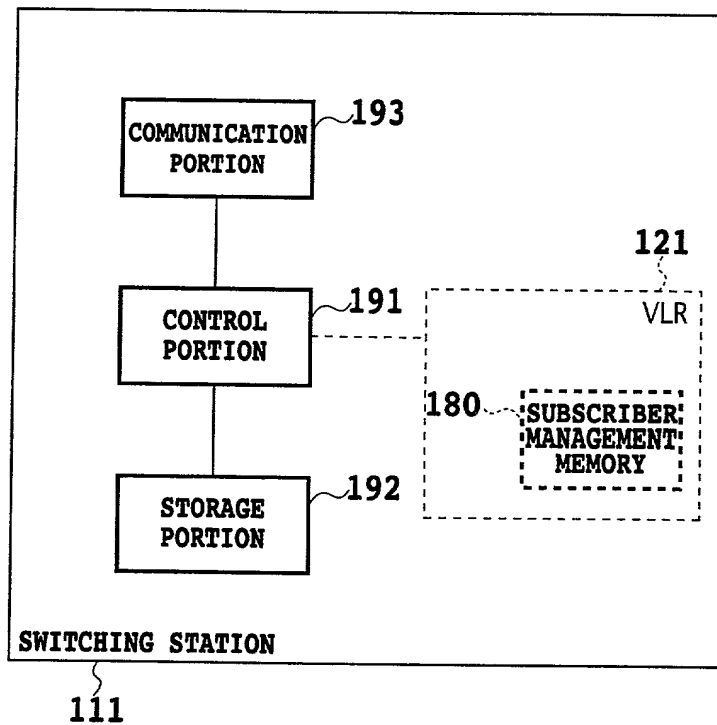 193
COMMUNICATION
PORTION
121
191
VLR
CONTROL
PORTION
180
SUBSCRIBER
MANAGEMENT
MEMORY
192
STORAGE
PORTION
SWITCHING STATION
111